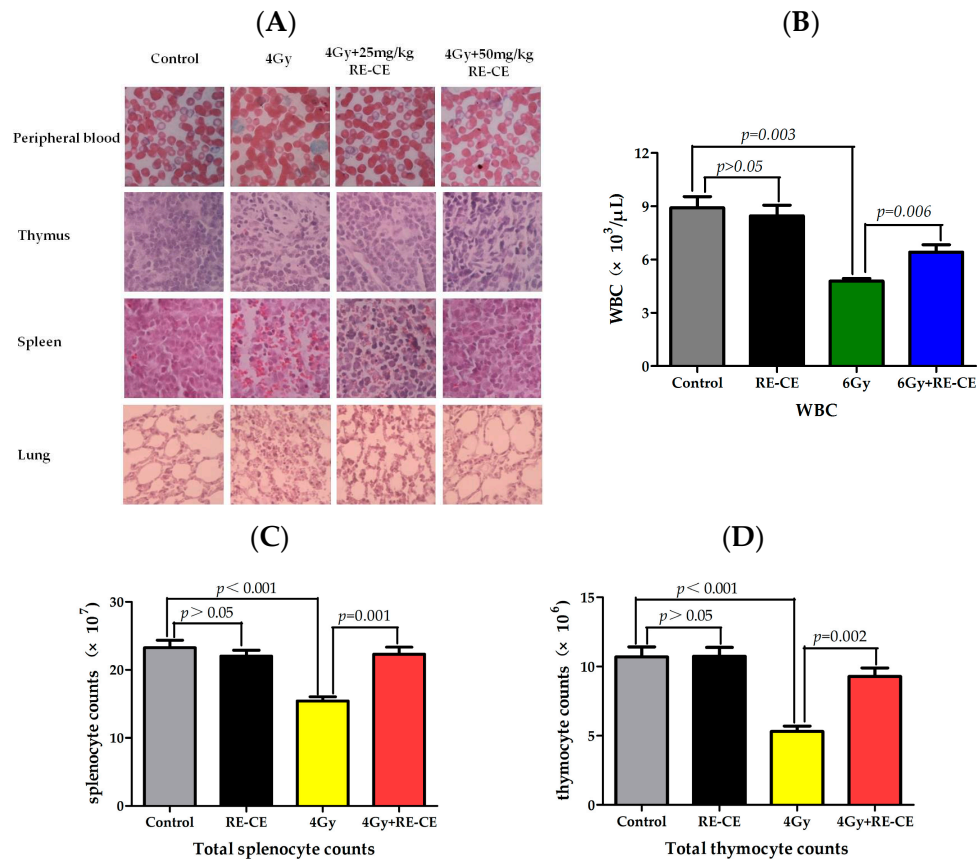 (A)
Control 4Gy 4Gy+25mg/kg RE-CE 4Gy+50mg/kg RE-CE
Peripheral blood
Thymus
Spleen
Lung
(B)
WBC (× 10³/μL)
12
9
6
3
0
p=0.003
p>0.05
p=0.006
Control RE-CE 6Gy 6Gy+RE-CE
WBC
(C)
splenocyte counts (× 10⁷)
30
20
10
0
p< 0.001
p> 0.05
p=0.001
Control RE-CE 4Gy 4Gy+RE-CE
Total splenocyte counts
(D)
thymocyte counts (× 10⁶)
15
10
5
0
p< 0.001
p> 0.05
p=0.002
Control RE-CE 4Gy 4Gy+RE-CE
Total thymocyte counts